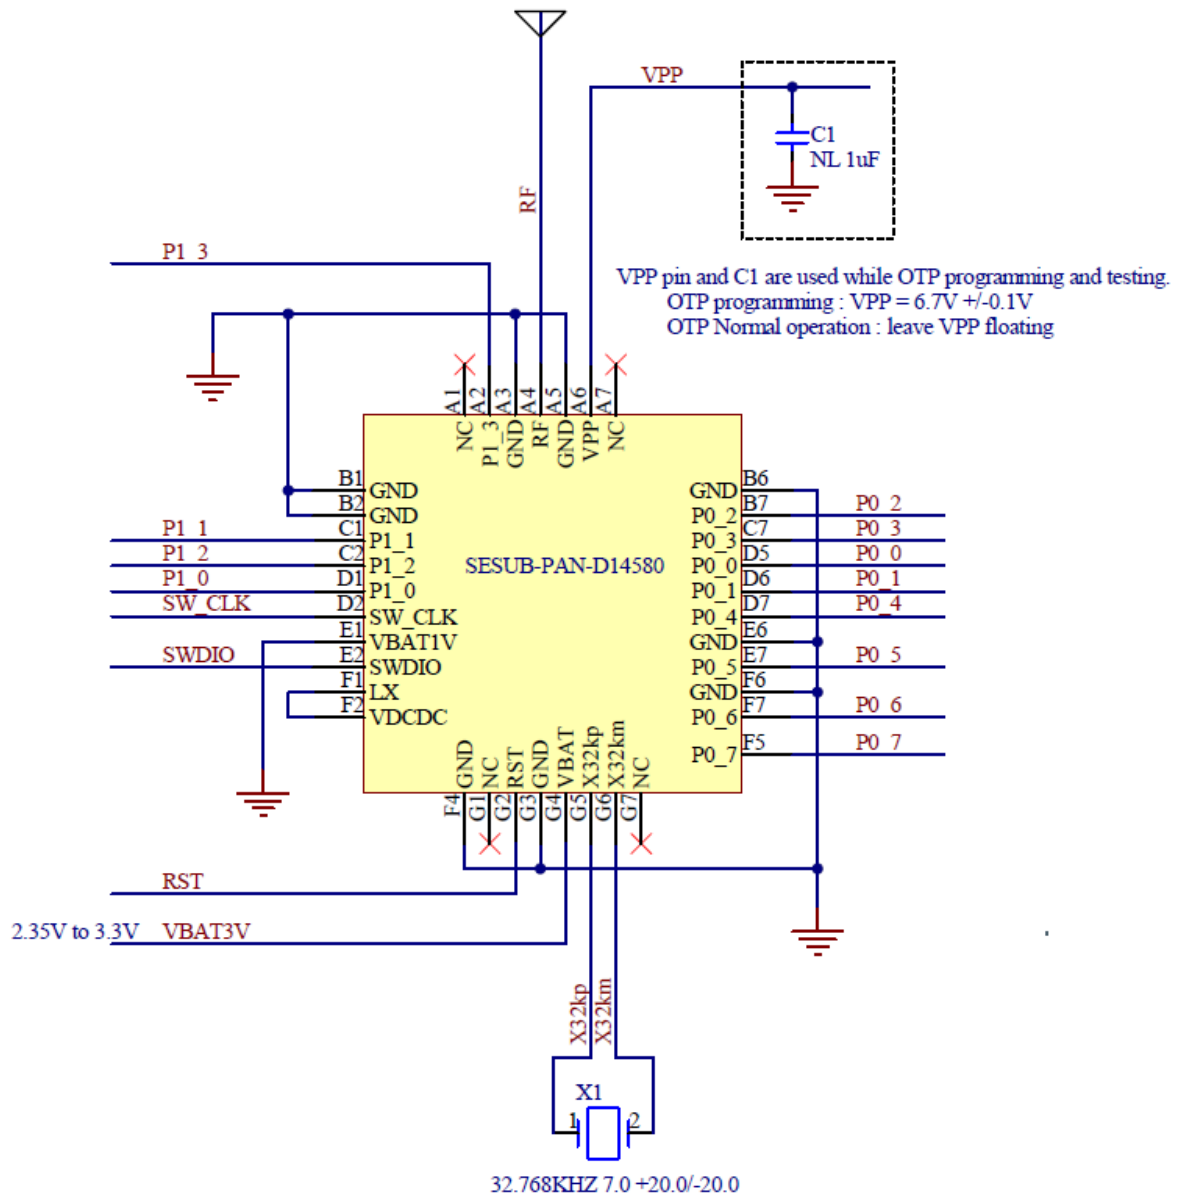 VPP
C1
NL 1uF
RF
P1_3
VPP pin and C1 are used while OTP programming and testing.
OTP programming : VPP = 6.7V +/-0.1V
OTP Normal operation : leave VPP floating
A1
A2
A3
A4
A5
A6
A7
NC
P1_3
GND
RF
GND
VPP
NC
B1
GND
B2
GND
P1_1
C1
P1_1
P1_2
C2
P1_2
P1_0
D1
P1_0
SW_CLK
D2
SW_CLK
E1
VBAT1V
SWDIO
E2
SWDIO
F1
LX
F2
VDCDC
SESUB-PAN-D14580
GND
B6
P0_2
B7
P0_2
P0_3
C7
P0_3
P0_0
D5
P0_0
P0_1
D6
P0_1
P0_4
D7
P0_4
GND
E6
P0_5
E7
P0_5
GND
F6
P0_6
F7
P0_6
P0_7
F5
P0_7
GND
NC
RST
GND
VBAT
X32kp
X32km
NC
F4
G1
G2
G3
G4
G5
G6
G7
RST
2.35V to 3.3V
VBAT3V
X32kp
X32km
X1
1
2
32.768KHZ 7.0 +20.0/-20.0